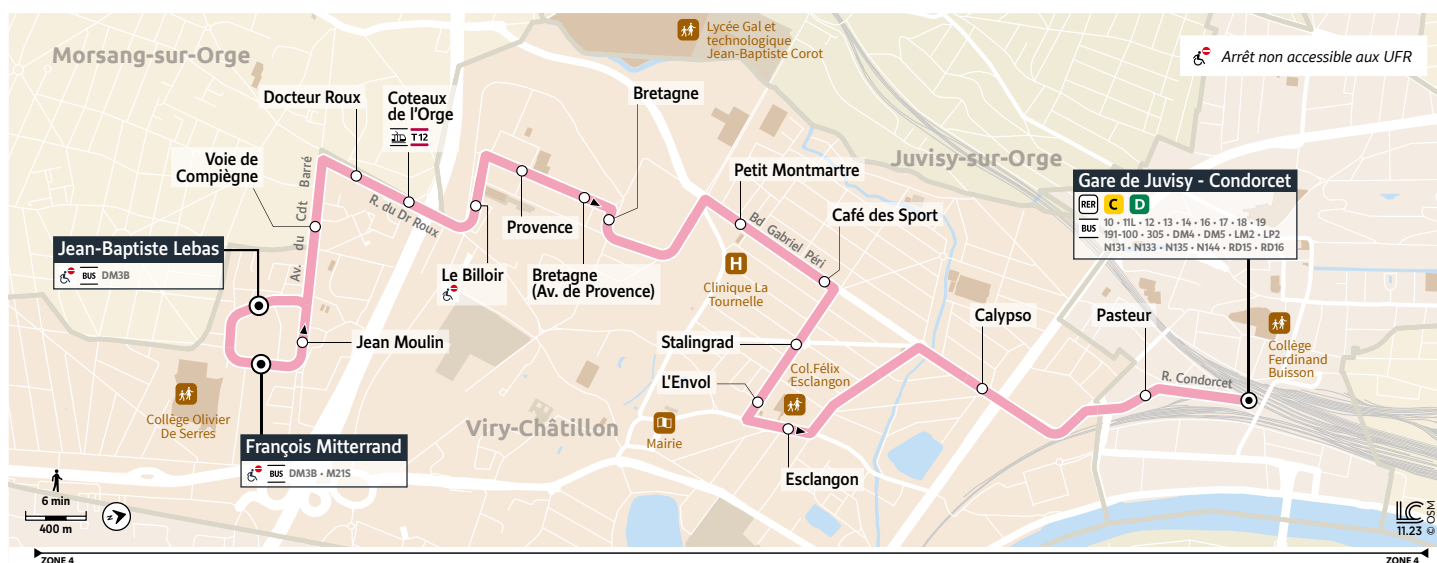 Morsang-sur-Orge
Lycée Gal et
technologique
Jean-Baptiste Corot
Arrêt non accessible aux UFR
Docteur Roux
Coteaux
de l'Orge
T12
Bretagne
Voie de
Compiègne
Av. du Cdt Barré
R. du Dr Roux
Provence
Petit Montmartre
Juvisy-sur-Orge
Gare de Juvisy - Condorcet
RER C D
BUS
10 • 11L • 12 • 13 • 14 • 16 • 17 • 18 • 19
191-100 • 305 • DM4 • DM5 • LM2 • LP2
N131 • N133 • N135 • N144 • RD15 • RD16
Bd Gabriel Péri
Café des Sport
Jean-Baptiste Lebas
BUS DM3B
Le Billoir
Bretagne
(Av. de Provence)
H
Clinique La
Tournelle
Jean Moulin
Stalingrad
Calypso
Pasteur
Collège
Ferdinand
Buisson
L'Envol
Col.Félix
Esclangon
R. Condorcet
Collège Olivier
De Serres
Viry-Châtillon
Mairie
François Mitterrand
BUS DM3B • M21S
Esclangon
6 min
400 m
N
LC
11.23
© OSM
ZONE 4
ZONE 4